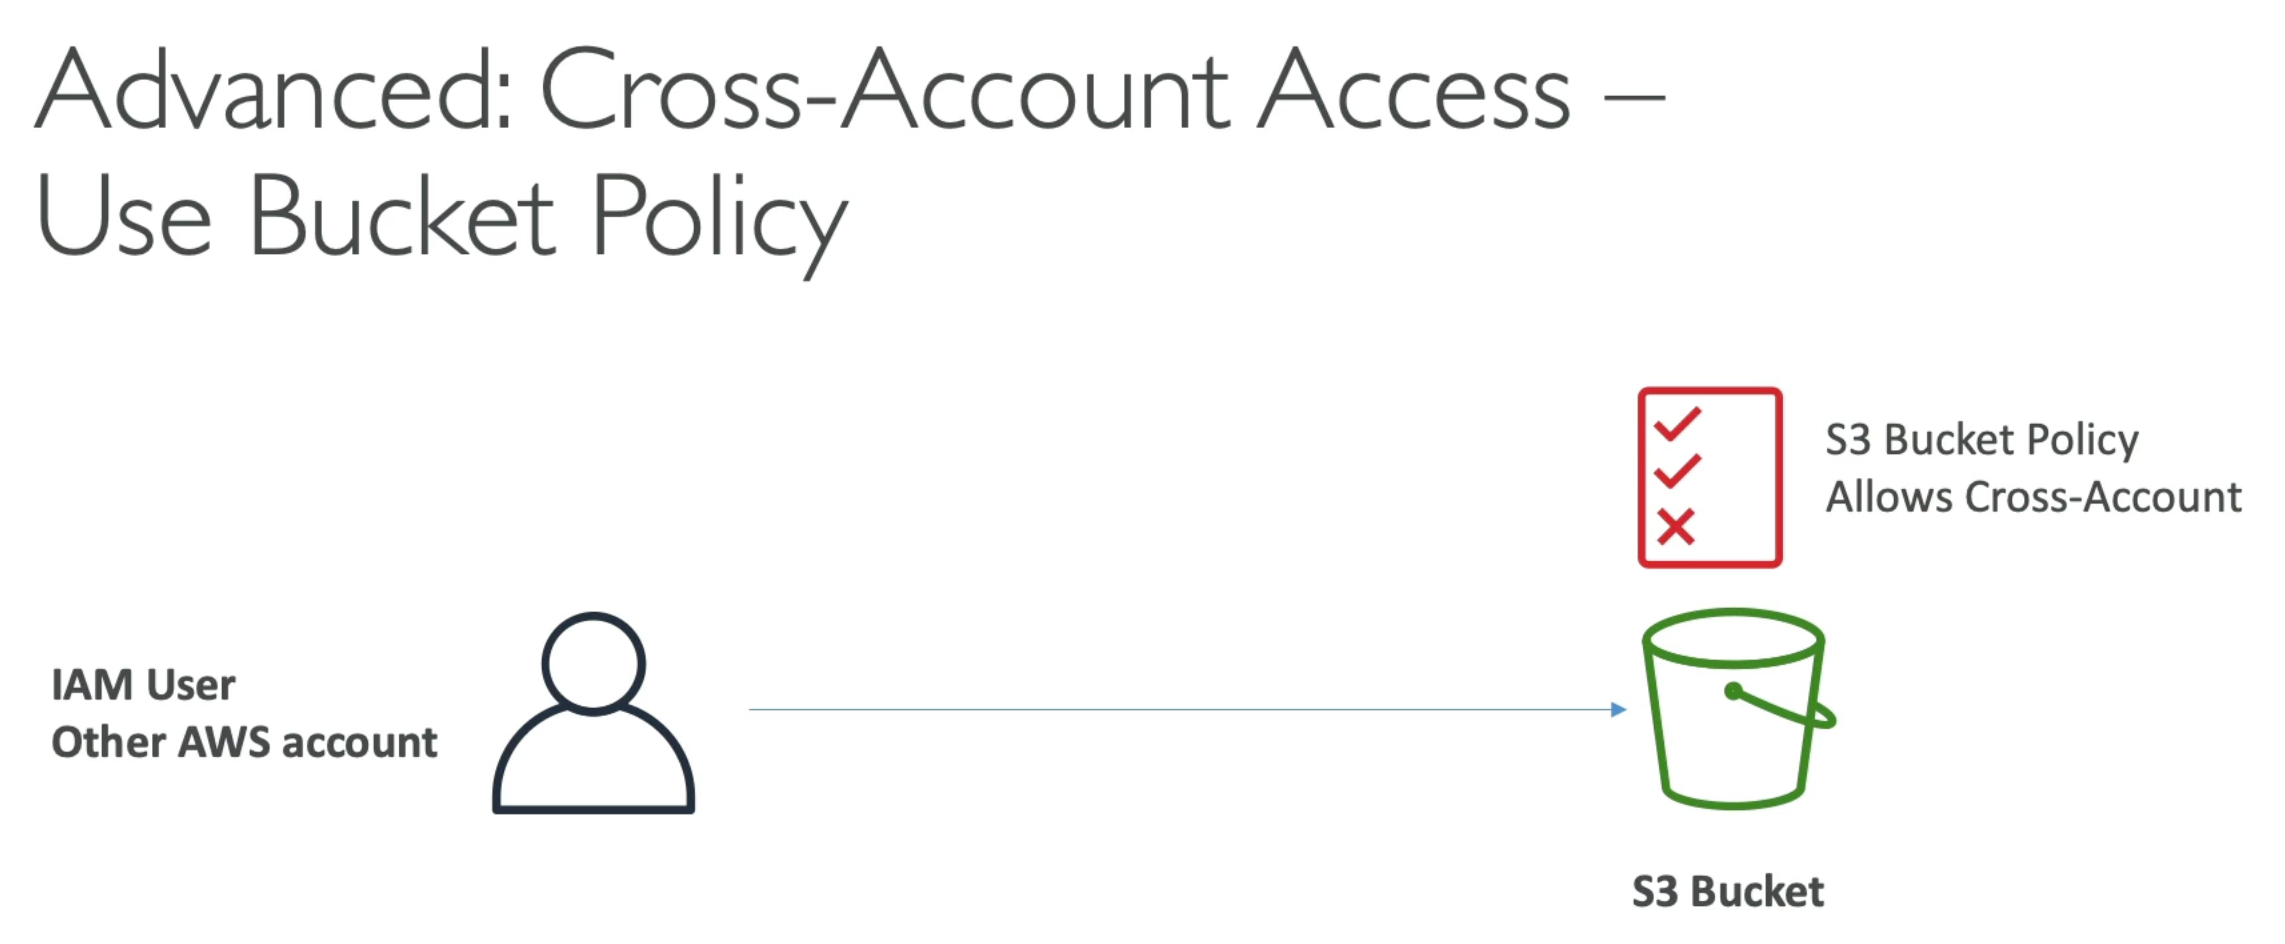 Advanced: Cross-Account Access –
Use Bucket Policy
S3 Bucket Policy
Allows Cross-Account
IAM User
Other AWS account
S3 Bucket